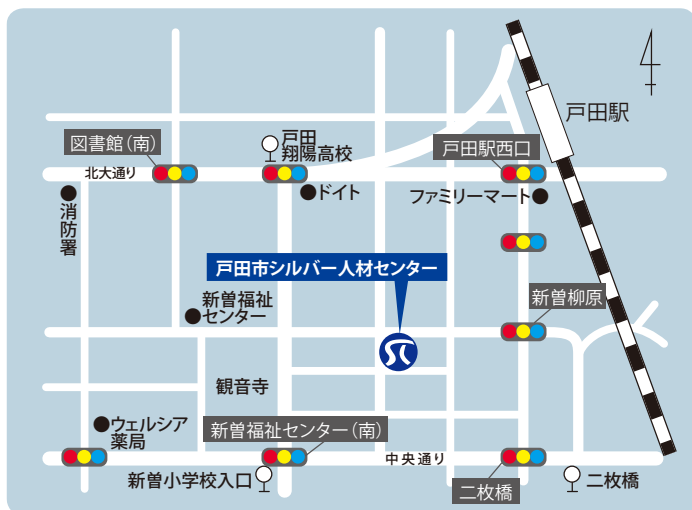 戸田駅
図書館（南）
戸田
翔陽高校
戸田駅西口
北大通り
ドイト
ファミリーマート
消防署
戸田市シルバー人材センター
新曽福祉
センター
新曽柳原
観音寺
ウェルシア
薬局
新曽福祉センター（南）
中央通り
新曽小学校入口
二枚橋
二枚橋